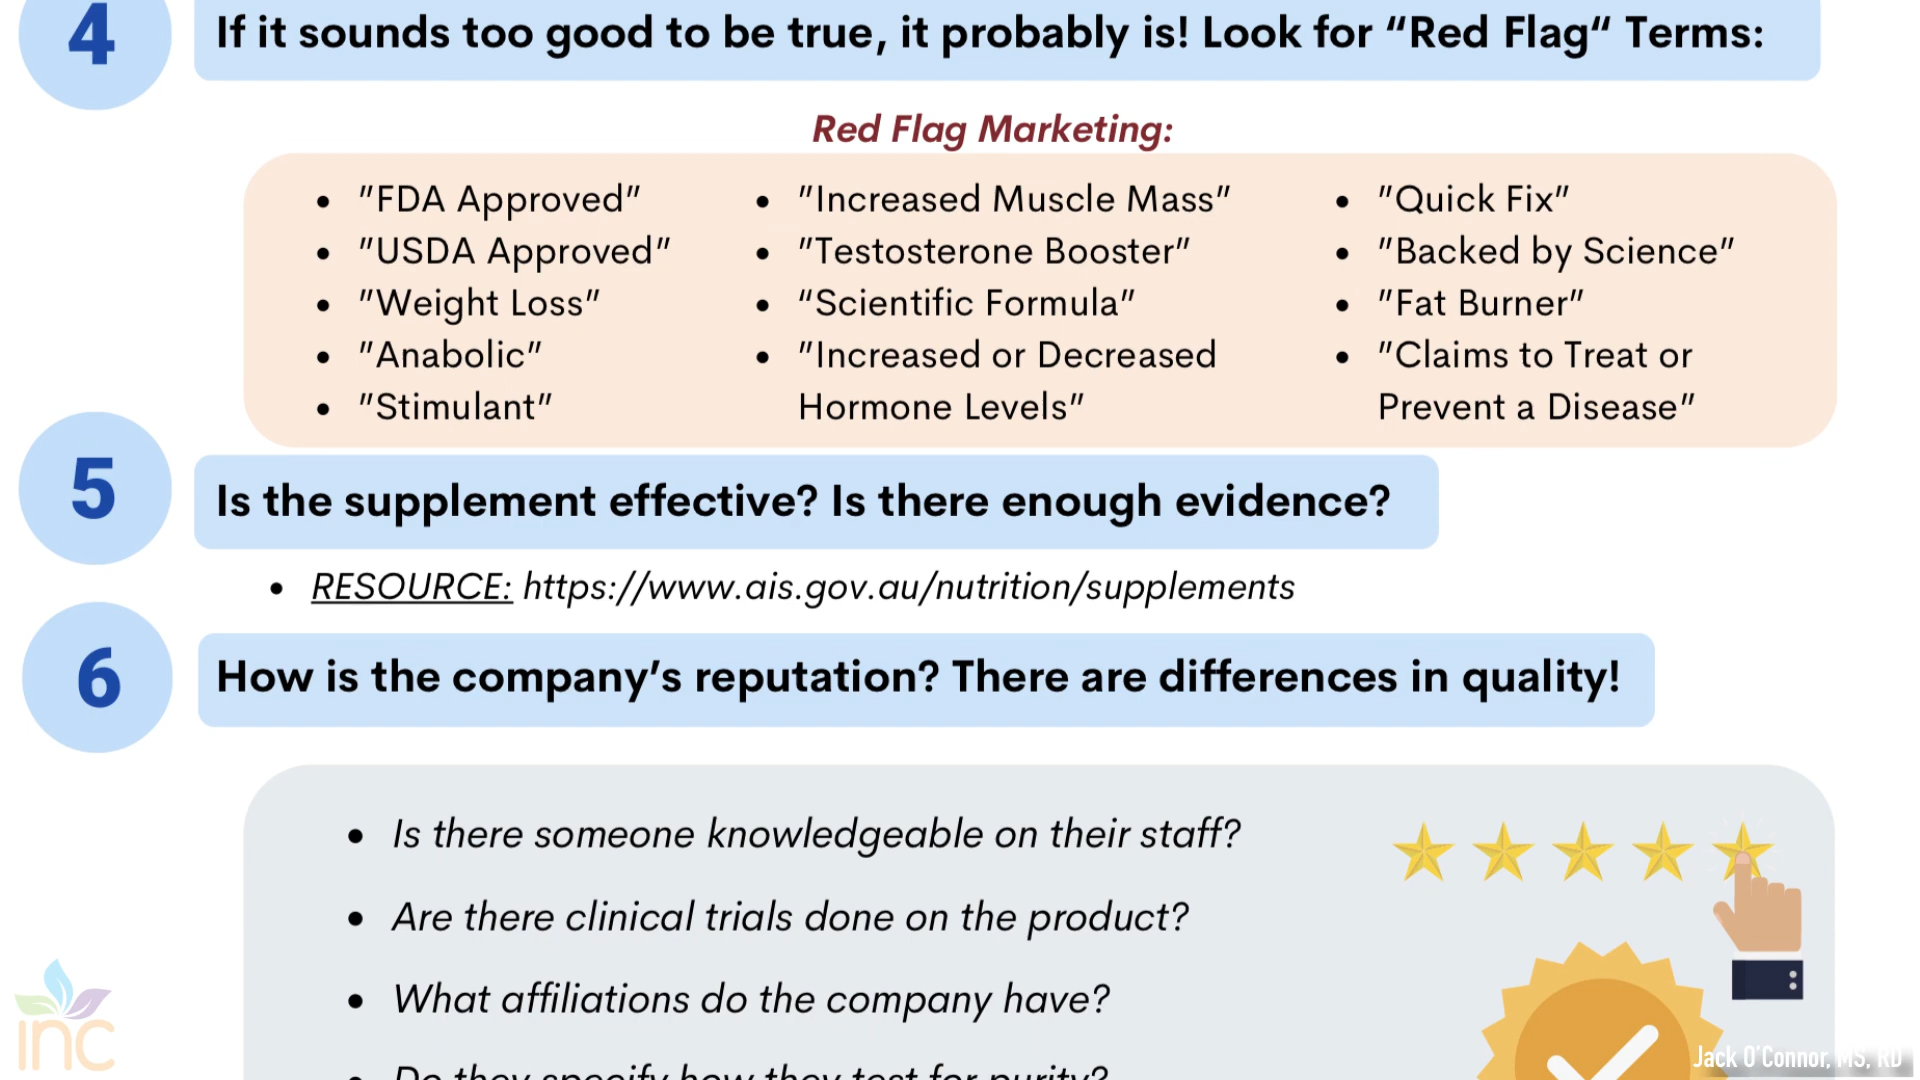 4
If it sounds too good to be true, it probably is! Look for “Red Flag“ Terms:
Red Flag Marketing:
• ”FDA Approved”
• ”USDA Approved”
• ”Weight Loss”
• ”Anabolic”
• ”Stimulant”
• ”Increased Muscle Mass”
• ”Testosterone Booster”
• “Scientific Formula”
• ”Increased or Decreased
Hormone Levels”
• ”Quick Fix”
• ”Backed by Science”
• ”Fat Burner”
• ”Claims to Treat or
Prevent a Disease”
5
Is the supplement effective? Is there enough evidence?
• RESOURCE: https://www.ais.gov.au/nutrition/supplements
6
How is the company’s reputation? There are differences in quality!
• Is there someone knowledgeable on their staff?
• Are there clinical trials done on the product?
• What affiliations do the company have?
• Do they specify how they test for purity?
inc
Jack O'Connor, MS, RD